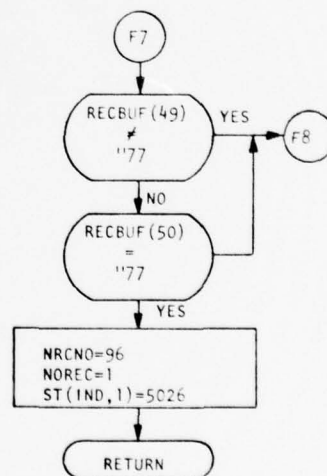 F7
RECBUF(49)
≠
"77
YES
F8
NO
RECBUF(50)
=
"77
YES
NRCNO=96
NOREC=1
ST(IND,1)=5026
RETURN